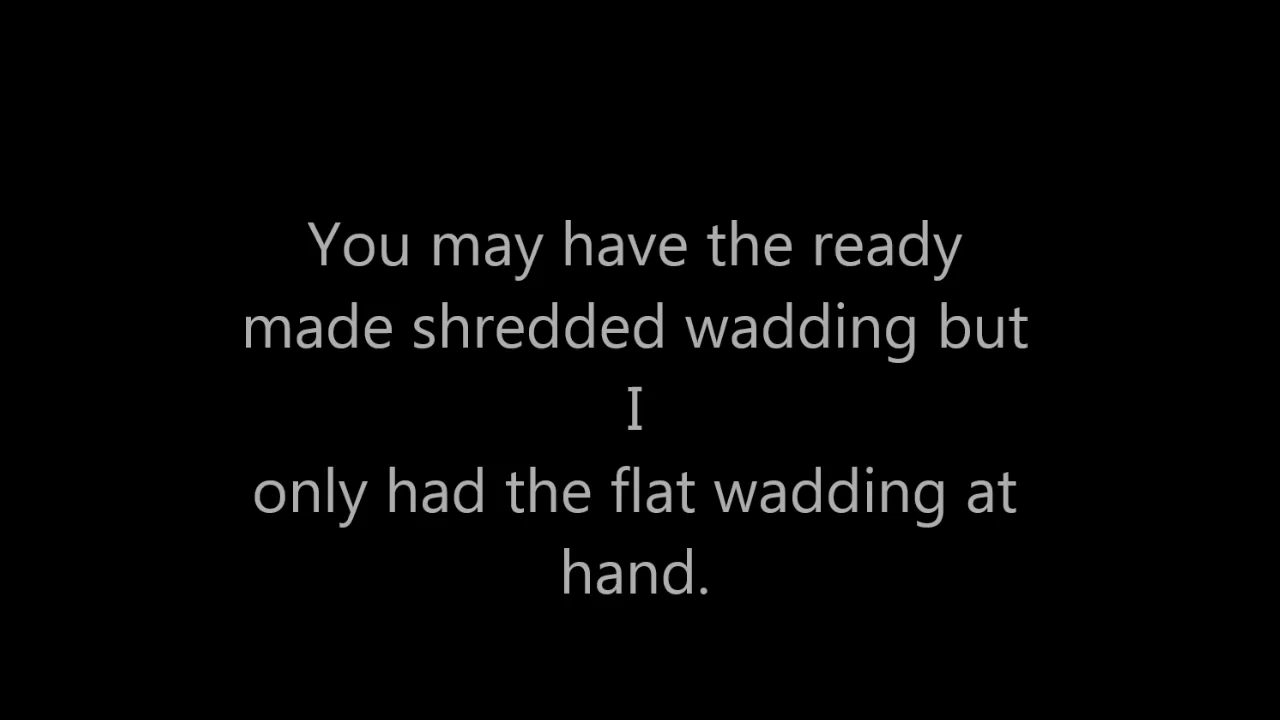 You may have the ready
made shredded wadding but
I
only had the flat wadding at
hand.